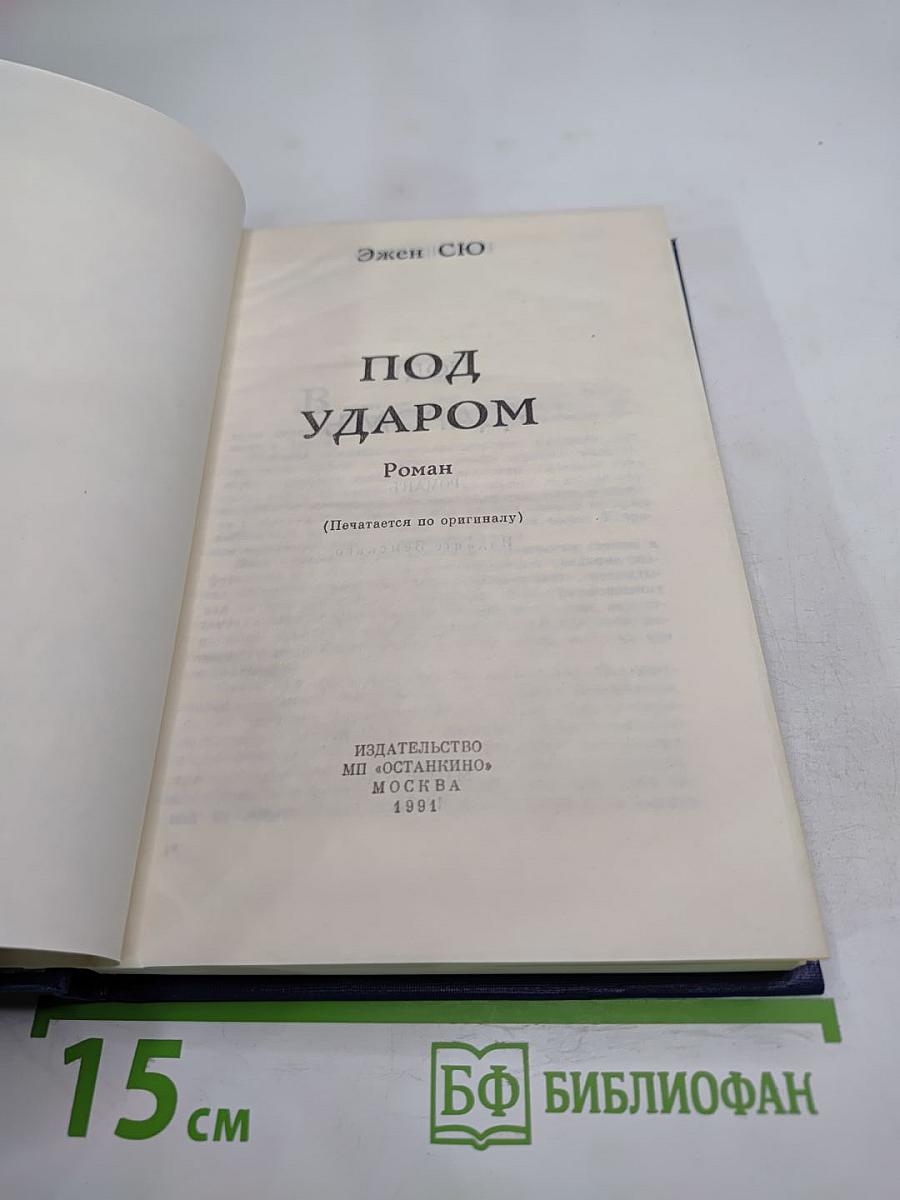 Эжен СЮ
ПОД
УДАРОМ
Роман
(Печатается по оригиналу)
ИЗДАТЕЛЬСТВО
МП «ОСТАНКИНО»
МОСКВА
1991
15 см
БФ БИБЛИОФАН